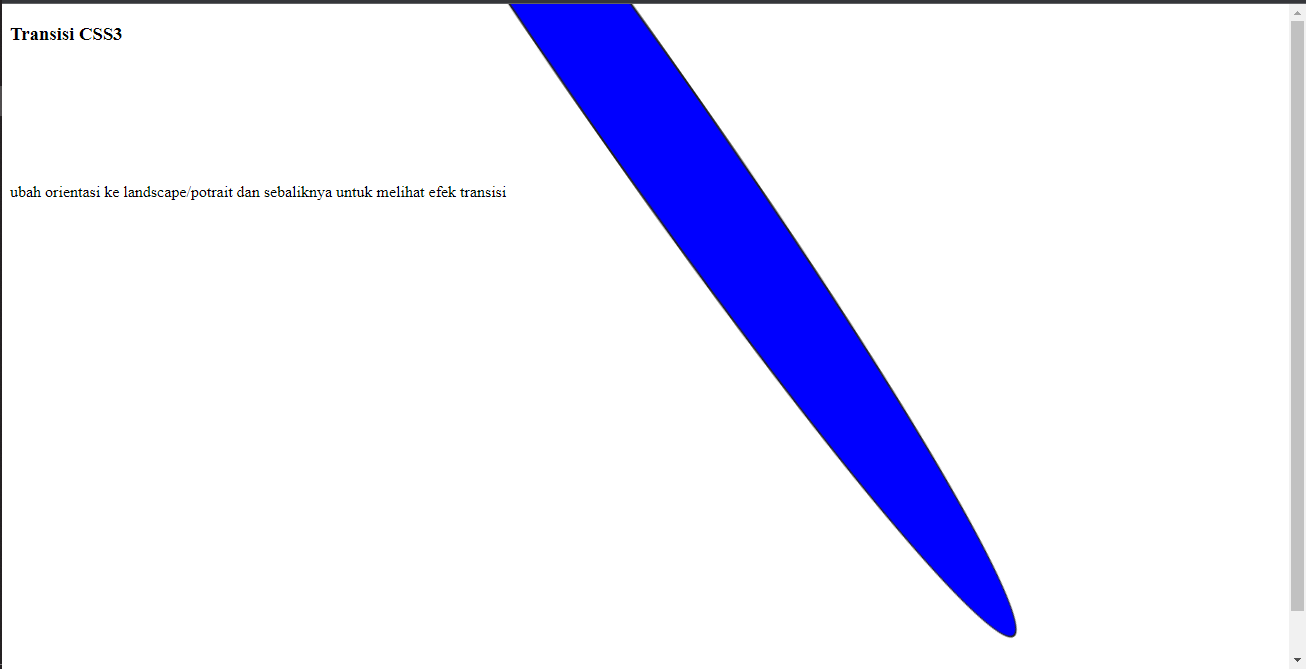 Transisi CSS3
ubah orientasi ke landscape/potrait dan sebaliknya untuk melihat efek transisi